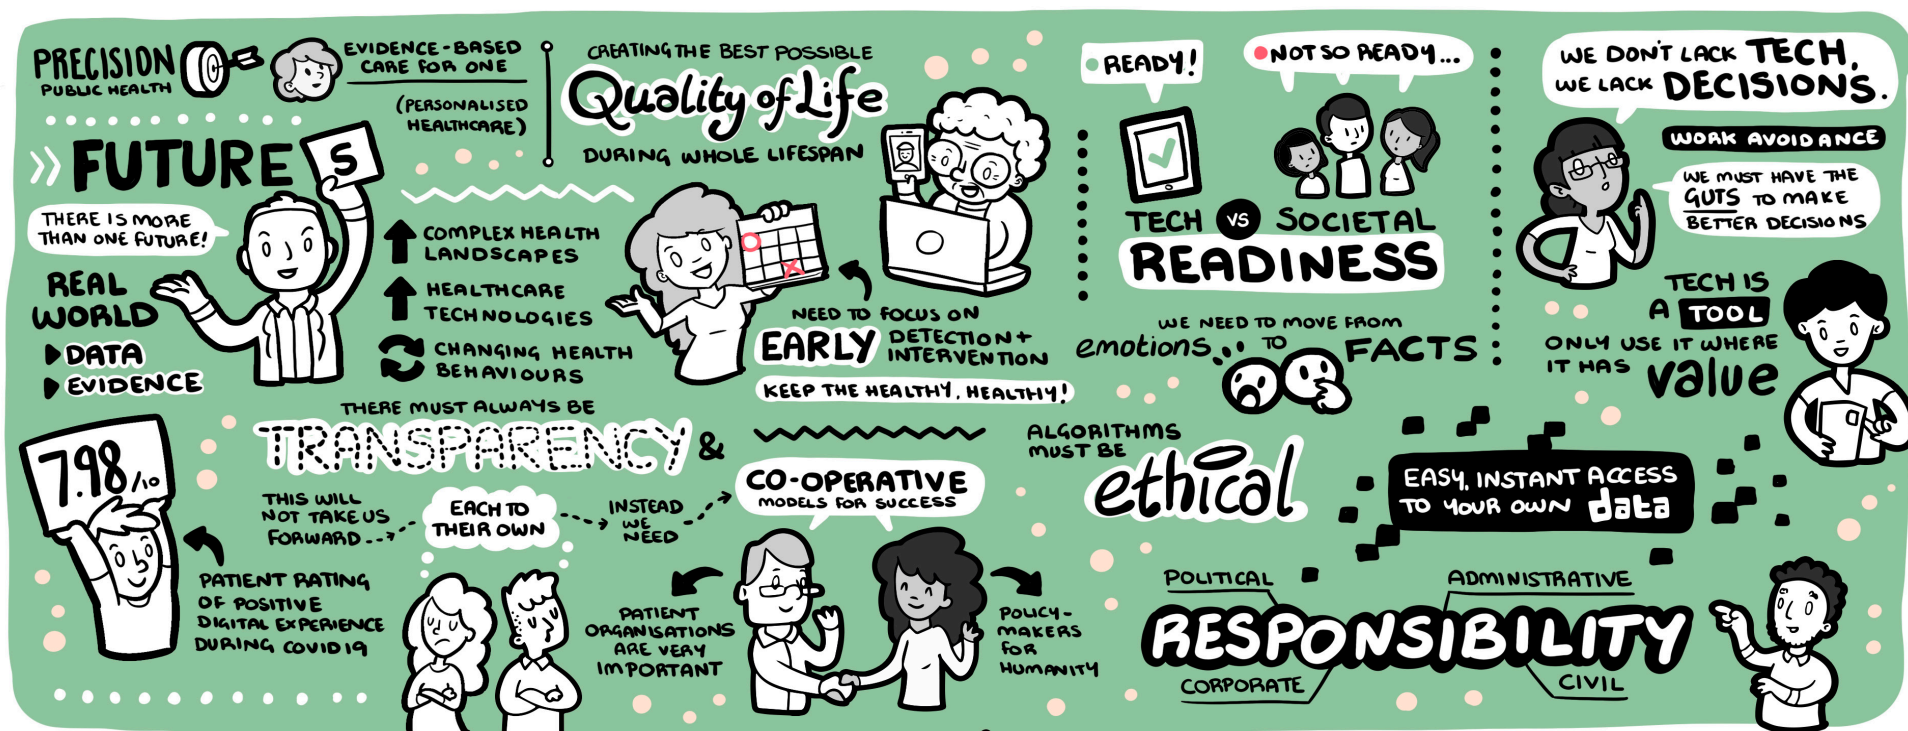 PRECISION
PUBLIC HEALTH
EVIDENCE-BASED
CARE FOR ONE
(PERSONALISED
HEALTHCARE)
FUTURE S
THERE IS MORE
THAN ONE FUTURE!
REAL
WORLD
DATA
EVIDENCE
COMPLEX HEALTH
LANDSCAPES
HEALTHCARE
TECHNOLOGIES
CHANGING HEALTH
BEHAVIOURS
CREATING THE BEST POSSIBLE
Quality of Life
DURING WHOLE LIFESPAN
NEED TO FOCUS ON
EARLY DETECTION +
INTERVENTION
KEEP THE HEALTHY, HEALTHY!
READY!
NOT SO READY...
TECH VS SOCIETAL
READINESS
WE NEED TO MOVE FROM
emotions... TO FACTS
WE DON'T LACK TECH,
WE LACK DECISIONS.
WORK AVOIDANCE
WE MUST HAVE THE
GUTS TO MAKE
BETTER DECISIONS
TECH IS
A TOOL
ONLY USE IT WHERE
IT HAS value
7.98/10
PATIENT RATING
OF POSITIVE
DIGITAL EXPERIENCE
DURING COVID19
THERE MUST ALWAYS BE
TRANSPARENCY &
THIS WILL
NOT TAKE US
FORWARD
EACH TO
THEIR OWN
INSTEAD
WE
NEED
CO-OPERATIVE
MODELS FOR SUCCESS
PATIENT
ORGANISATIONS
ARE VERY
IMPORTANT
POLICY-
MAKERS
FOR
HUMANITY
ALGORITHMS
MUST BE
ethical
EASY, INSTANT ACCESS
TO YOUR OWN data
POLITICAL
ADMINISTRATIVE
RESPONSIBILITY
CORPORATE
CIVIL